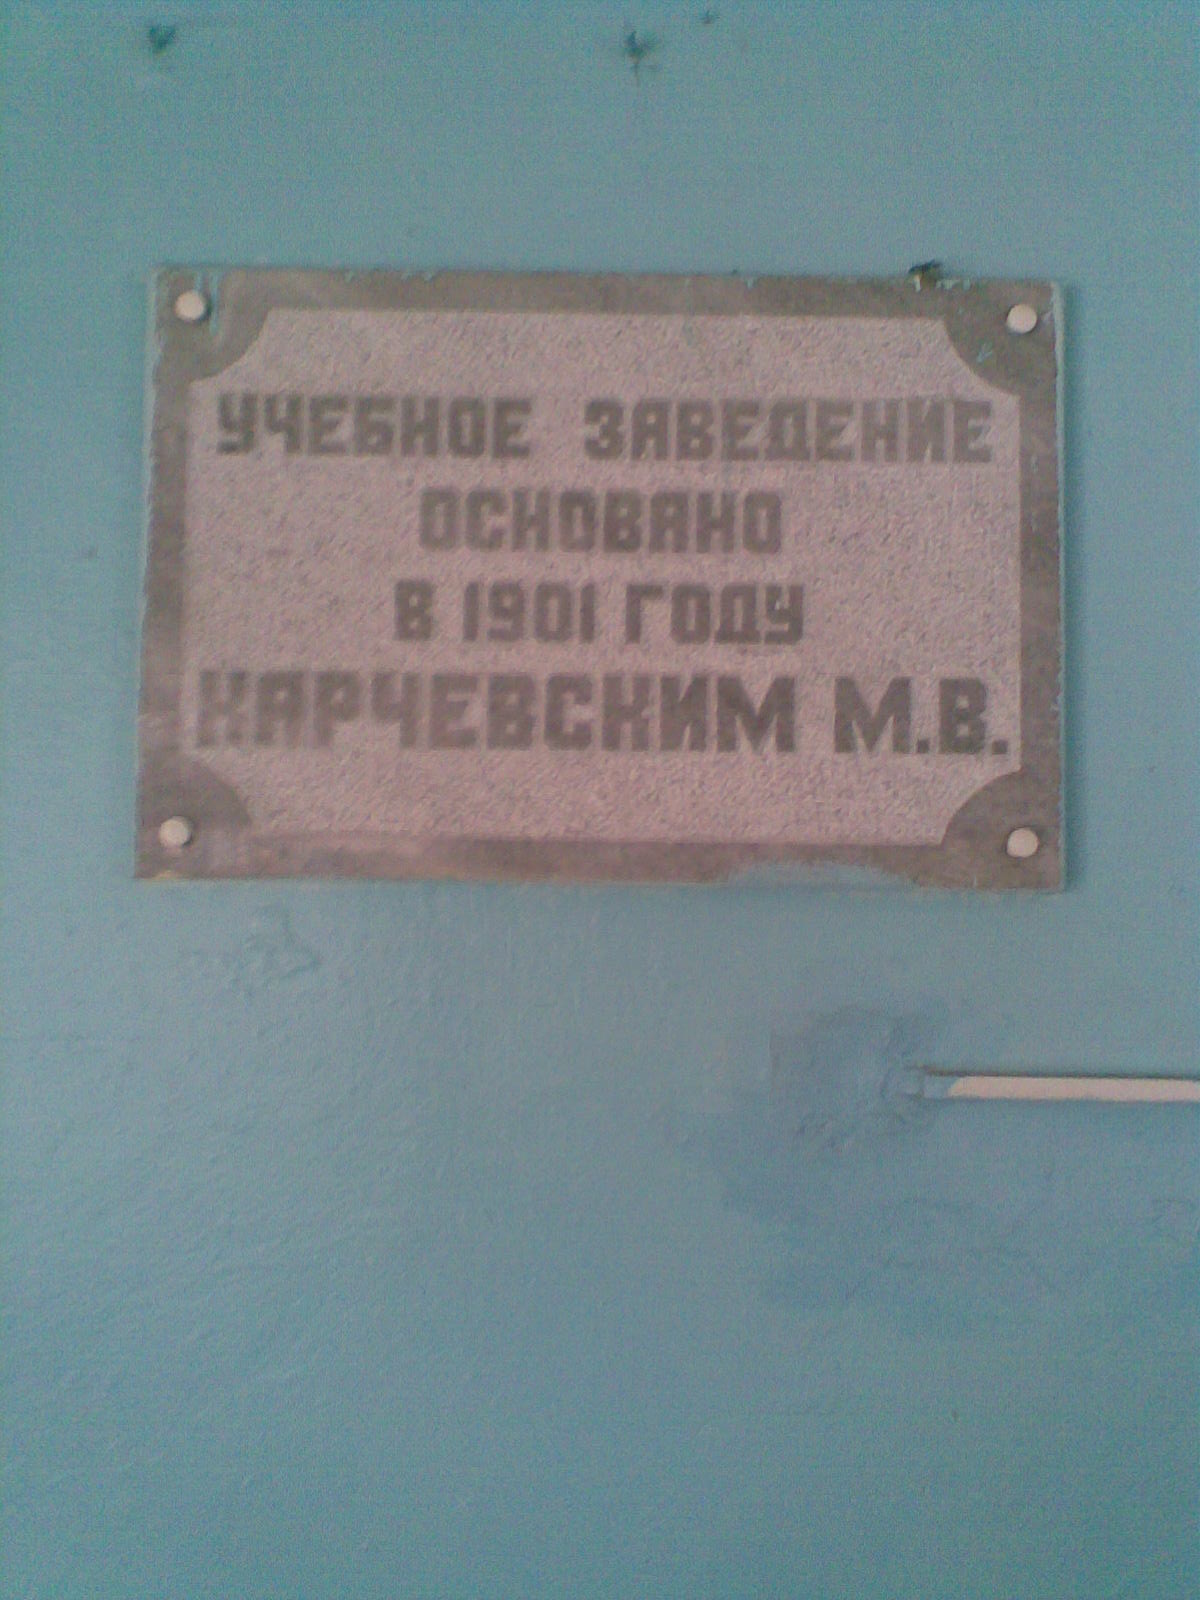 УЧЕБНОЕ ЗАВЕДЕНИЕ
ОСНОВАНО
В 1901 ГОДУ
КАРЧЕВСКИМ М.В.